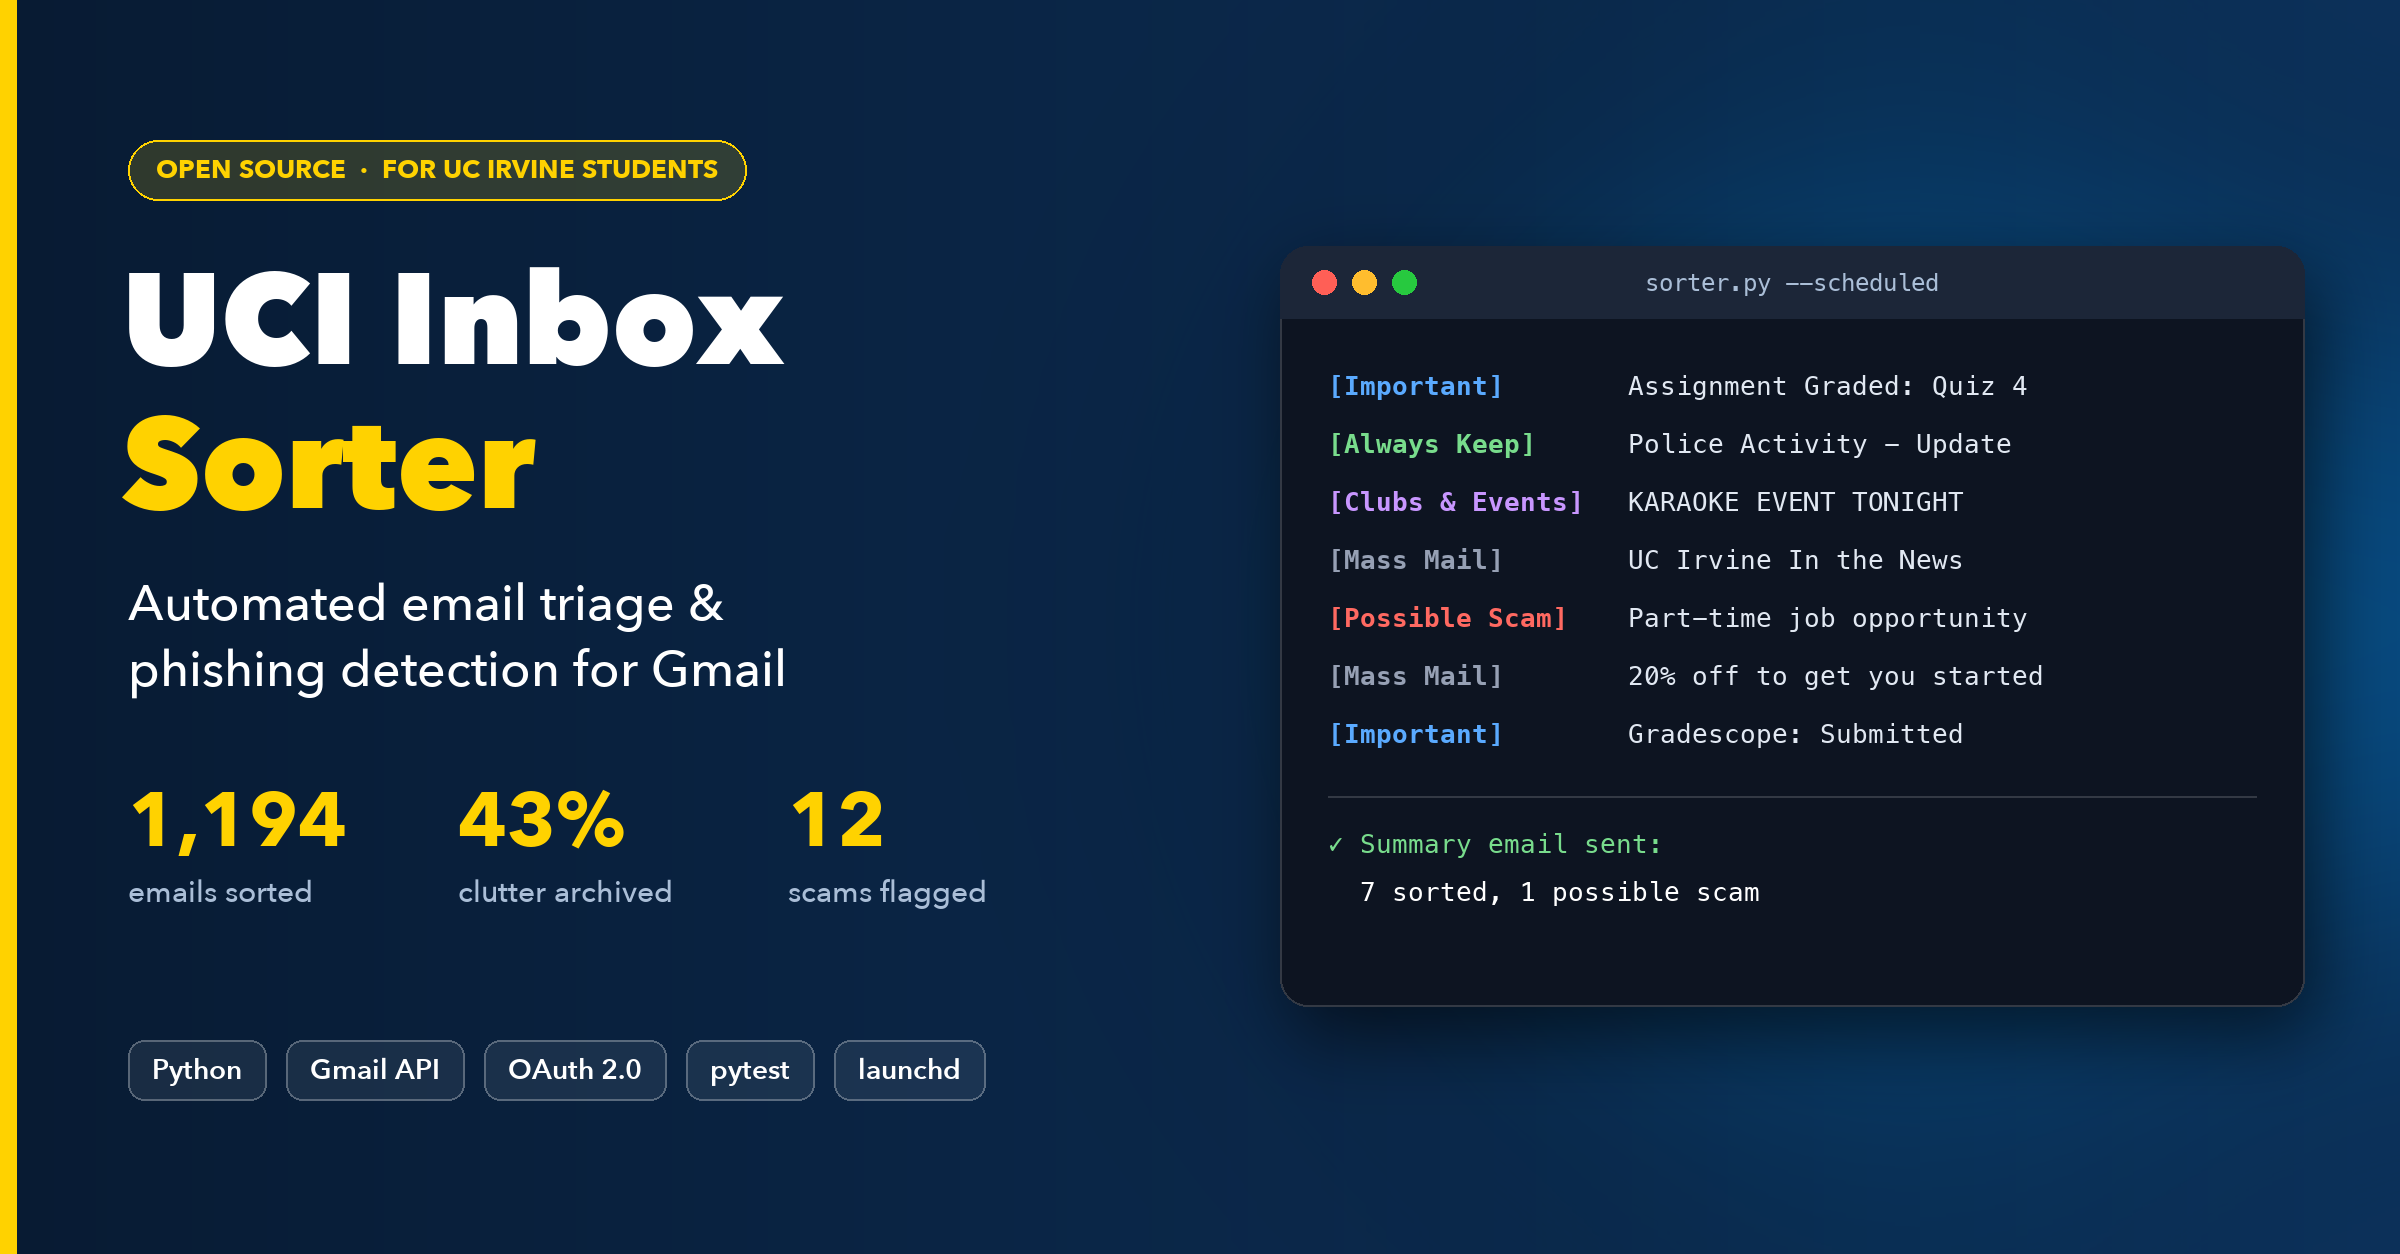 OPEN SOURCE · FOR UC IRVINE STUDENTS
UCI Inbox
Sorter
Automated email triage &
phishing detection for Gmail
1,194
emails sorted
43%
clutter archived
12
scams flagged
Python
Gmail API
OAuth 2.0
pytest
launchd
sorter.py --scheduled
[Important] Assignment Graded: Quiz 4
[Always Keep] Police Activity - Update
[Clubs & Events] KARAOKE EVENT TONIGHT
[Mass Mail] UC Irvine In the News
[Possible Scam] Part-time job opportunity
[Mass Mail] 20% off to get you started
[Important] Gradescope: Submitted
✓ Summary email sent:
7 sorted, 1 possible scam